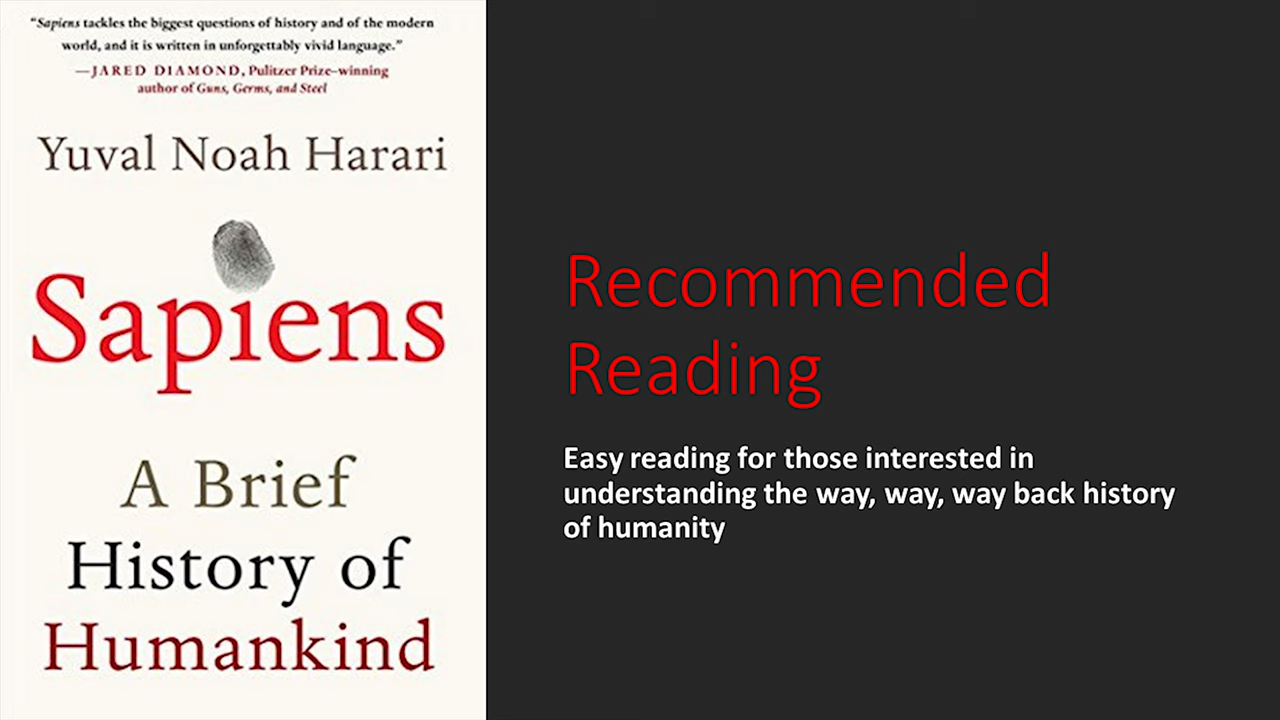 “Sapiens tackles the biggest questions of history and of the modern
world, and it is written in unforgettably vivid language.”
—JARED DIAMOND, Pulitzer Prize–winning
author of Guns, Germs, and Steel
Yuval Noah Harari
Sapiens
A Brief
History of
Humankind
Recommended
Reading
Easy reading for those interested in
understanding the way, way, way back history
of humanity